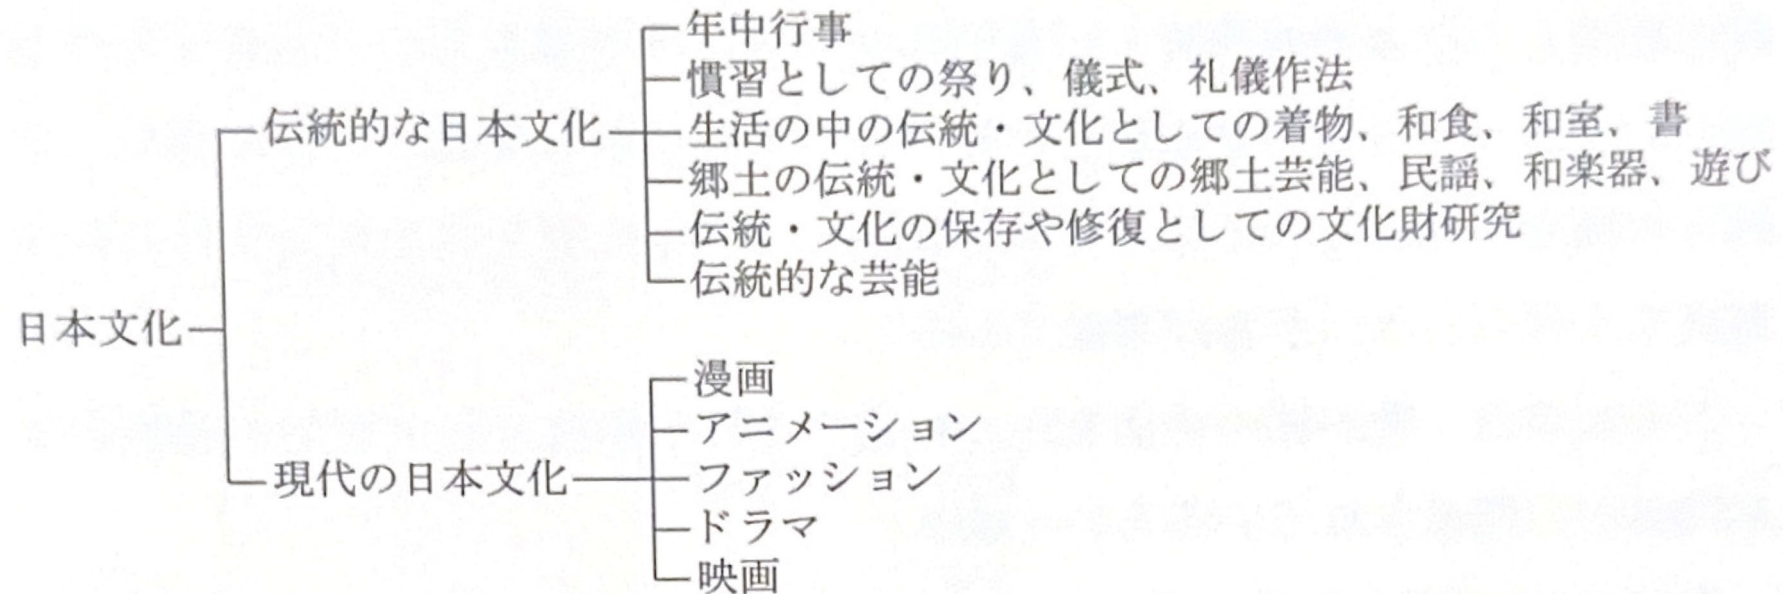 年中行事
慣習としての祭り、儀式、礼儀作法
伝統的な日本文化
生活の中の伝統・文化としての着物、和食、和室、書
郷土の伝統・文化としての郷土芸能、民謡、和楽器、遊び
伝統・文化の保存や修復としての文化財研究
伝統的な芸能
日本文化
漫画
アニメーション
現代の日本文化
ファッション
ドラマ
映画